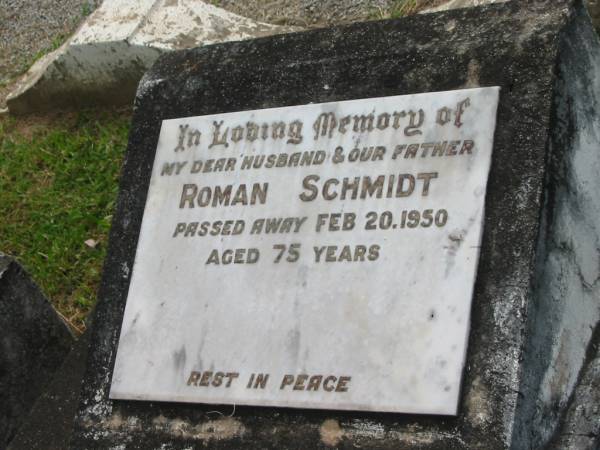 In Loving Memory of
MY DEAR HUSBAND & OUR FATHER
ROMAN SCHMIDT
PASSED AWAY FEB 20. 1950
AGED 75 YEARS
REST IN PEACE